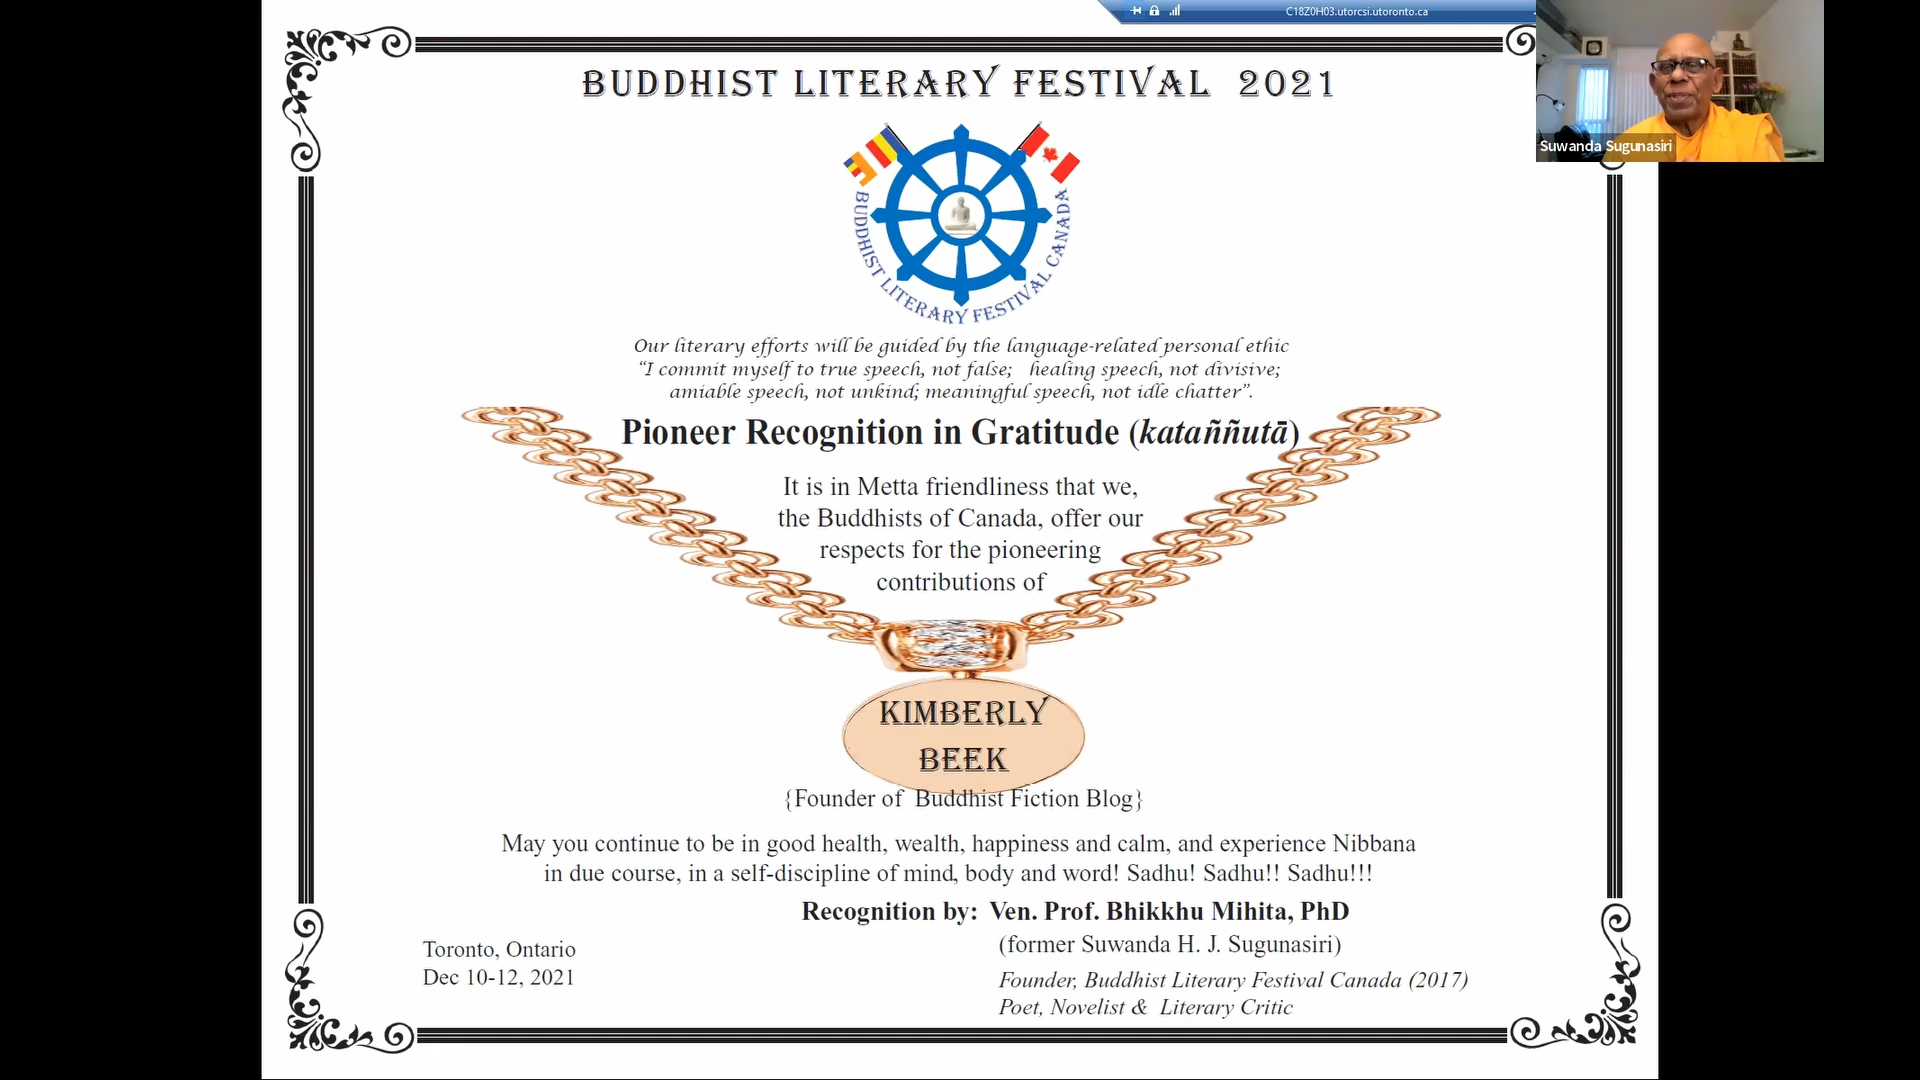 C18Z0H03.utorcsi.utoronto.ca
BUDDHIST LITERARY FESTIVAL 2021
BUDDHIST LITERARY FESTIVAL CANADA
Suwanda Sugunasiri
Our literary efforts will be guided by the language-related personal ethic
“I commit myself to true speech, not false; healing speech, not divisive;
amiable speech, not unkind; meaningful speech, not idle chatter”.
Pioneer Recognition in Gratitude (kataññutā)
It is in Metta friendliness that we,
the Buddhists of Canada, offer our
respects for the pioneering
contributions of
KIMBERLY
BEEK
{Founder of Buddhist Fiction Blog}
May you continue to be in good health, wealth, happiness and calm, and experience Nibbana
in due course, in a self-discipline of mind, body and word! Sadhu! Sadhu!! Sadhu!!!
Recognition by: Ven. Prof. Bhikkhu Mihita, PhD
(former Suwanda H. J. Sugunasiri)
Toronto, Ontario
Dec 10-12, 2021
Founder, Buddhist Literary Festival Canada (2017)
Poet, Novelist & Literary Critic